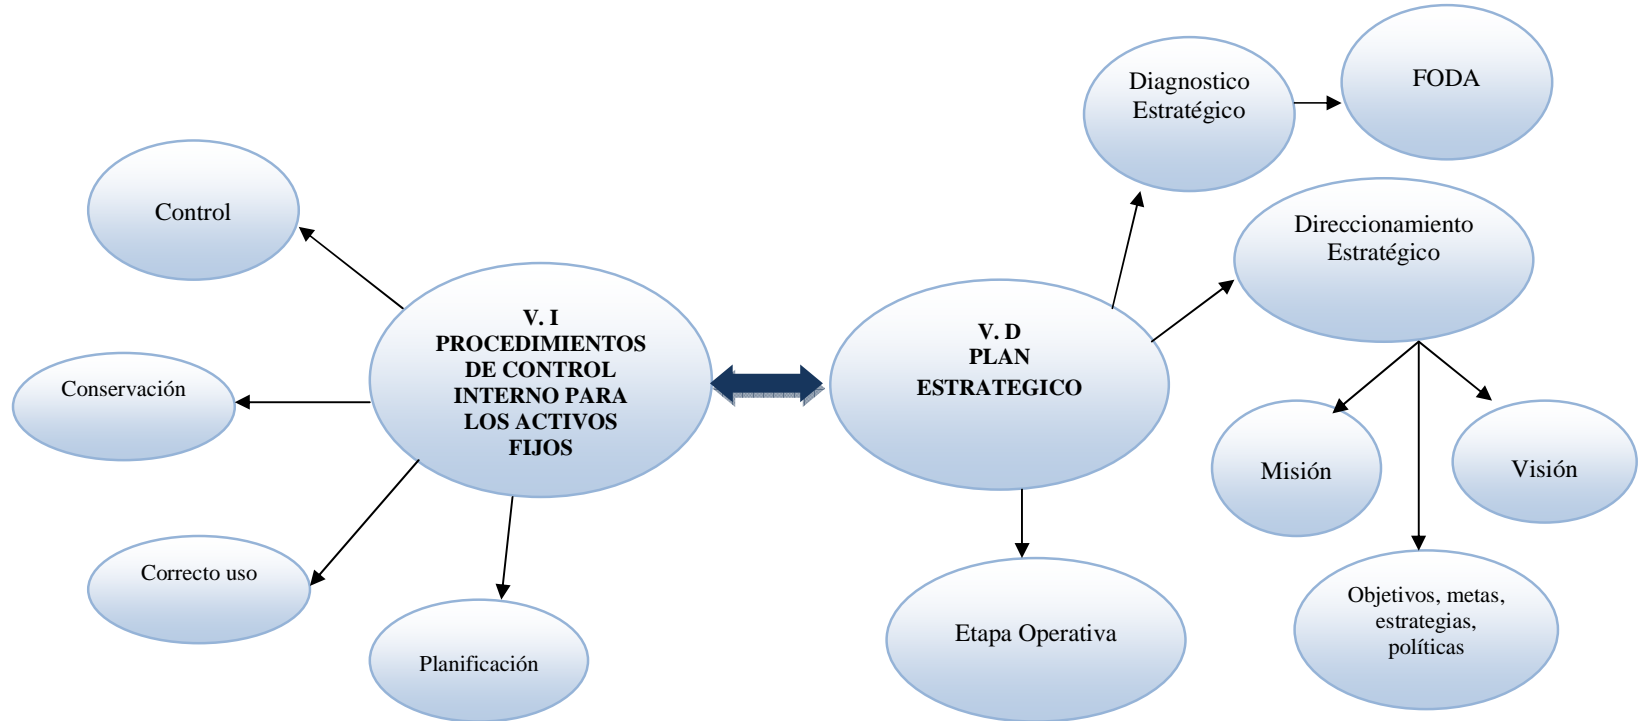 Control
Conservación
Correcto uso
Planificación
V. I
PROCEDIMIENTOS
DE CONTROL
INTERNO PARA
LOS ACTIVOS
FIJOS
V. D
PLAN
ESTRATEGICO
Diagnostico
Estratégico
FODA
Direccionamiento
Estratégico
Misión
Visión
Objetivos, metas,
estrategias,
políticas
Etapa Operativa